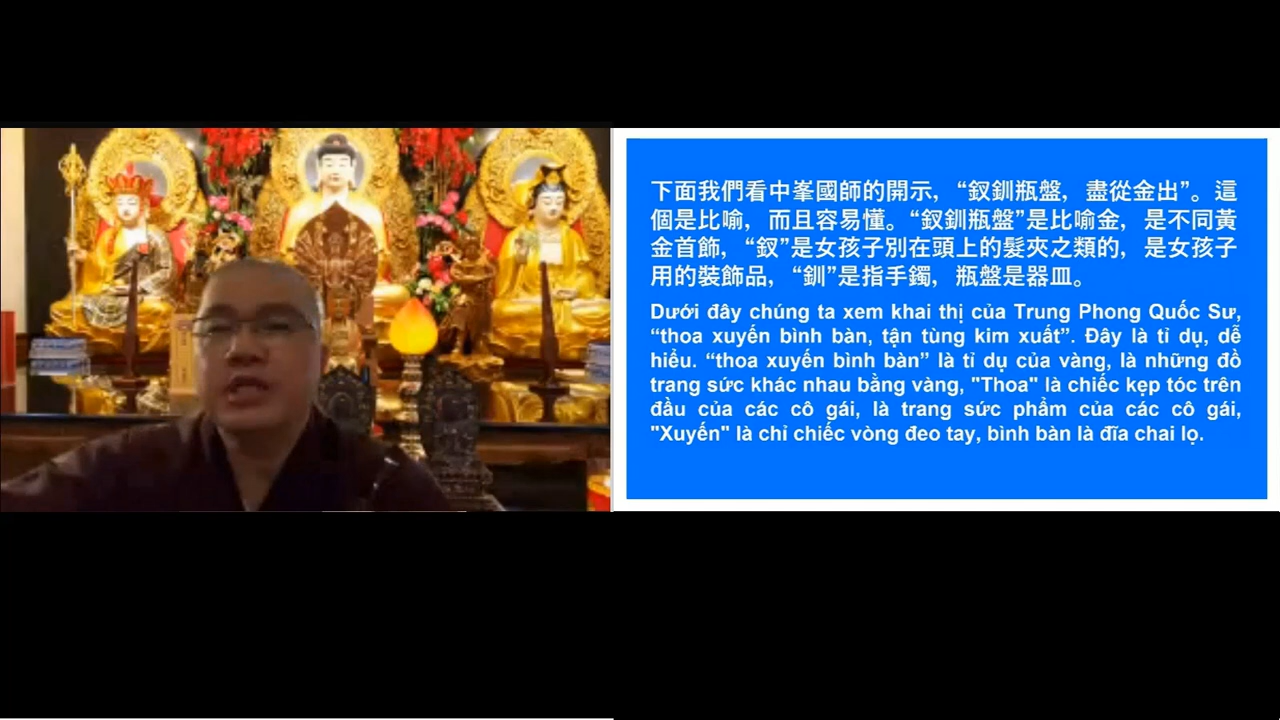 下面我們看中峯國師的開示，“釵釧瓶盤，盡從金出”。這
個是比喻，而且容易懂。“釵釧瓶盤”是比喻金，是不同黃
金首飾，“釵”是女孩子別在頭上的髮夾之類的，是女孩子
用的裝飾品，“釧”是指手鐲，瓶盤是器皿。
Dưới đây chúng ta xem khai thị của Trung Phong Quốc Sư,
“thoa xuyến bình bàn, tận tùng kim xuất”. Đây là tỉ dụ, dễ
hiểu. “thoa xuyến bình bàn” là tỉ dụ của vàng, là những đồ
trang sức khác nhau bằng vàng, "Thoa" là chiếc kẹp tóc trên
đầu của các cô gái, là trang sức phẩm của các cô gái,
"Xuyến" là chỉ chiếc vòng đeo tay, bình bàn là đĩa chai lọ.